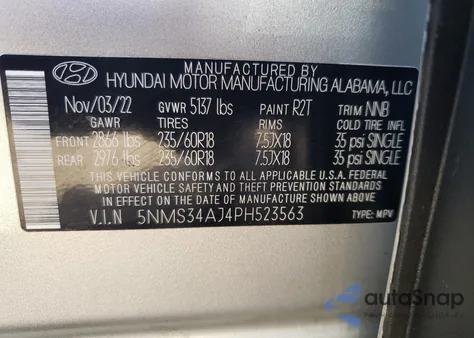 MANUFACTURED BY
HYUNDAI MOTOR MANUFACTURING ALABAMA, LLC
Nov/03/22 GVWR 5137 lbs PAINT R2T TRIM NNB
GAWR TIRES RIMS COLD TIRE INFL
FRONT 2866 lbs 235/60R18 7.5JX18 35 psi SINGLE
REAR 2976 lbs 235/60R18 7.5JX18 35 psi SINGLE
THIS VEHICLE CONFORMS TO ALL APPLICABLE U.S.A. FEDERAL
MOTOR VEHICLE SAFETY AND THEFT PREVENTION STANDARDS
IN EFFECT ON THE DATE OF MANUFACTURE SHOWN ABOVE.
V.I.N 5NMS34AJ4PH523563 TYPE: MPV
autoSnap